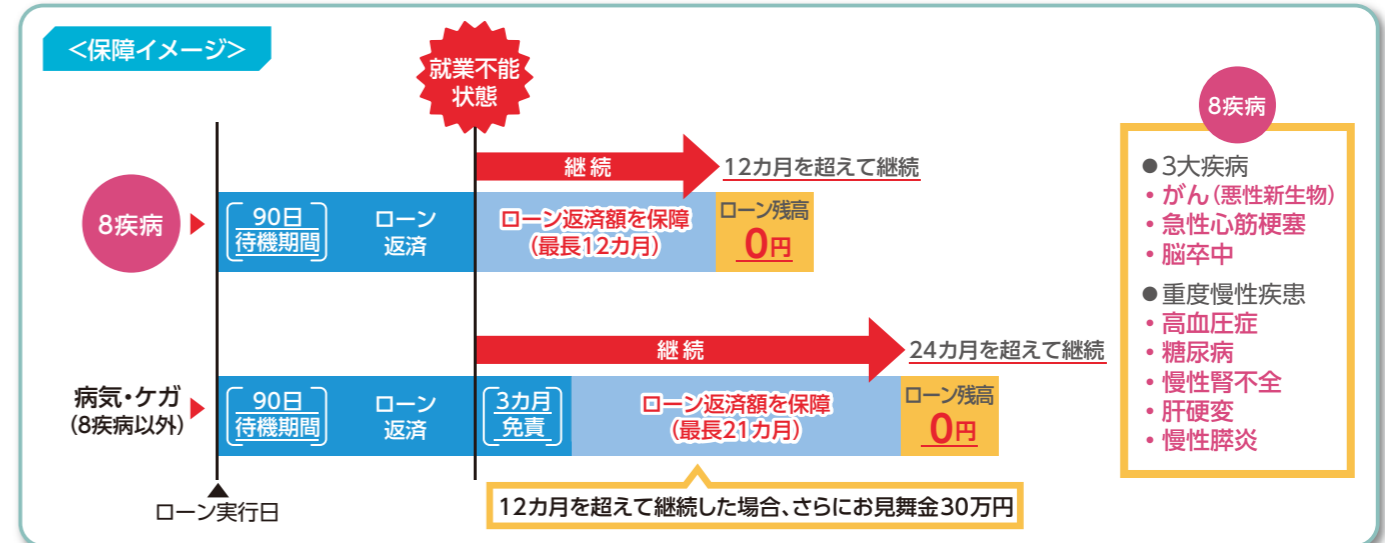 ＜保障イメージ＞
就業不能
状態
8疾病
継続
12カ月を超えて継続
90日
待機期間
ローン
返済
ローン返済額を保障
(最長12カ月)
ローン残高
0円
継続
24カ月を超えて継続
病気・ケガ
(8疾病以外)
90日
待機期間
ローン
返済
3カ月
免責
ローン返済額を保障
(最長21カ月)
ローン残高
0円
12カ月を超えて継続した場合、さらにお見舞金30万円
ローン実行日
8疾病
●3大疾病
・がん(悪性新生物)
・急性心筋梗塞
・脳卒中
●重度慢性疾患
・高血圧症
・糖尿病
・慢性腎不全
・肝硬変
・慢性膵炎